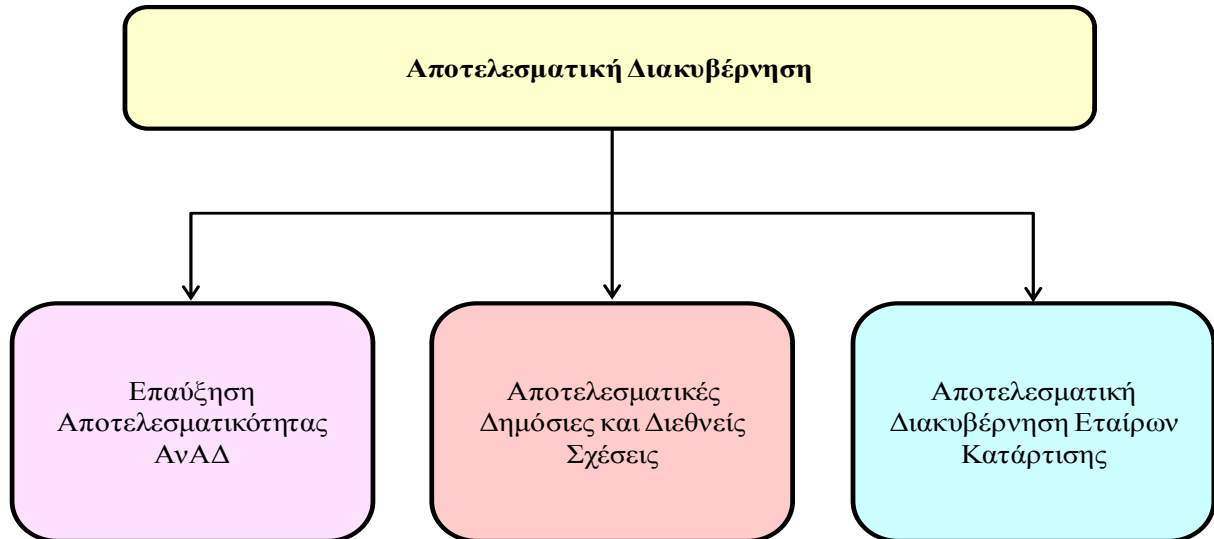 Αποτελεσματική Διακυβέρνηση
Επαύξηση
Αποτελεσματικότητας
ΑνΑΔ
Αποτελεσματικές
Δημόσιες και Διεθνείς
Σχέσεις
Αποτελεσματική
Διακυβέρνηση Εταίρων
Κατάρτισης